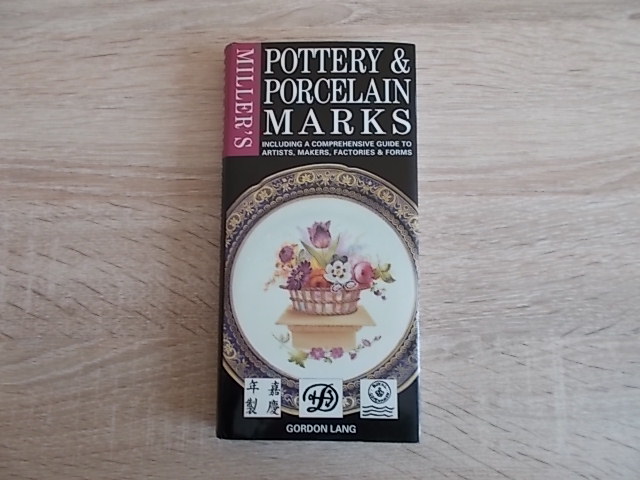 MILLER'S
POTTERY &
PORCELAIN
MARKS
INCLUDING A COMPREHENSIVE GUIDE TO
ARTISTS, MAKERS, FACTORIES & FORMS
嘉慶
年製
GORDON LANG